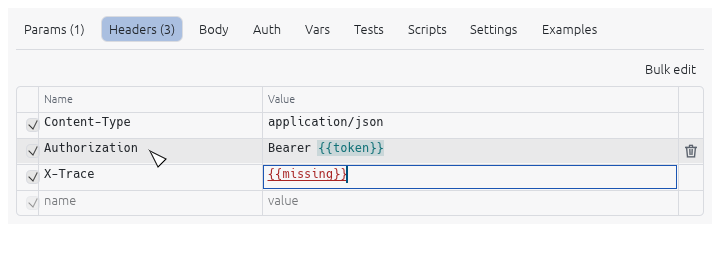 Params (1) Headers (3) Body Auth Vars Tests Scripts Settings Examples
Bulk edit
Name Value
Content-Type application/json
Authorization Bearer {{token}}
X-Trace {{missing}}
name value